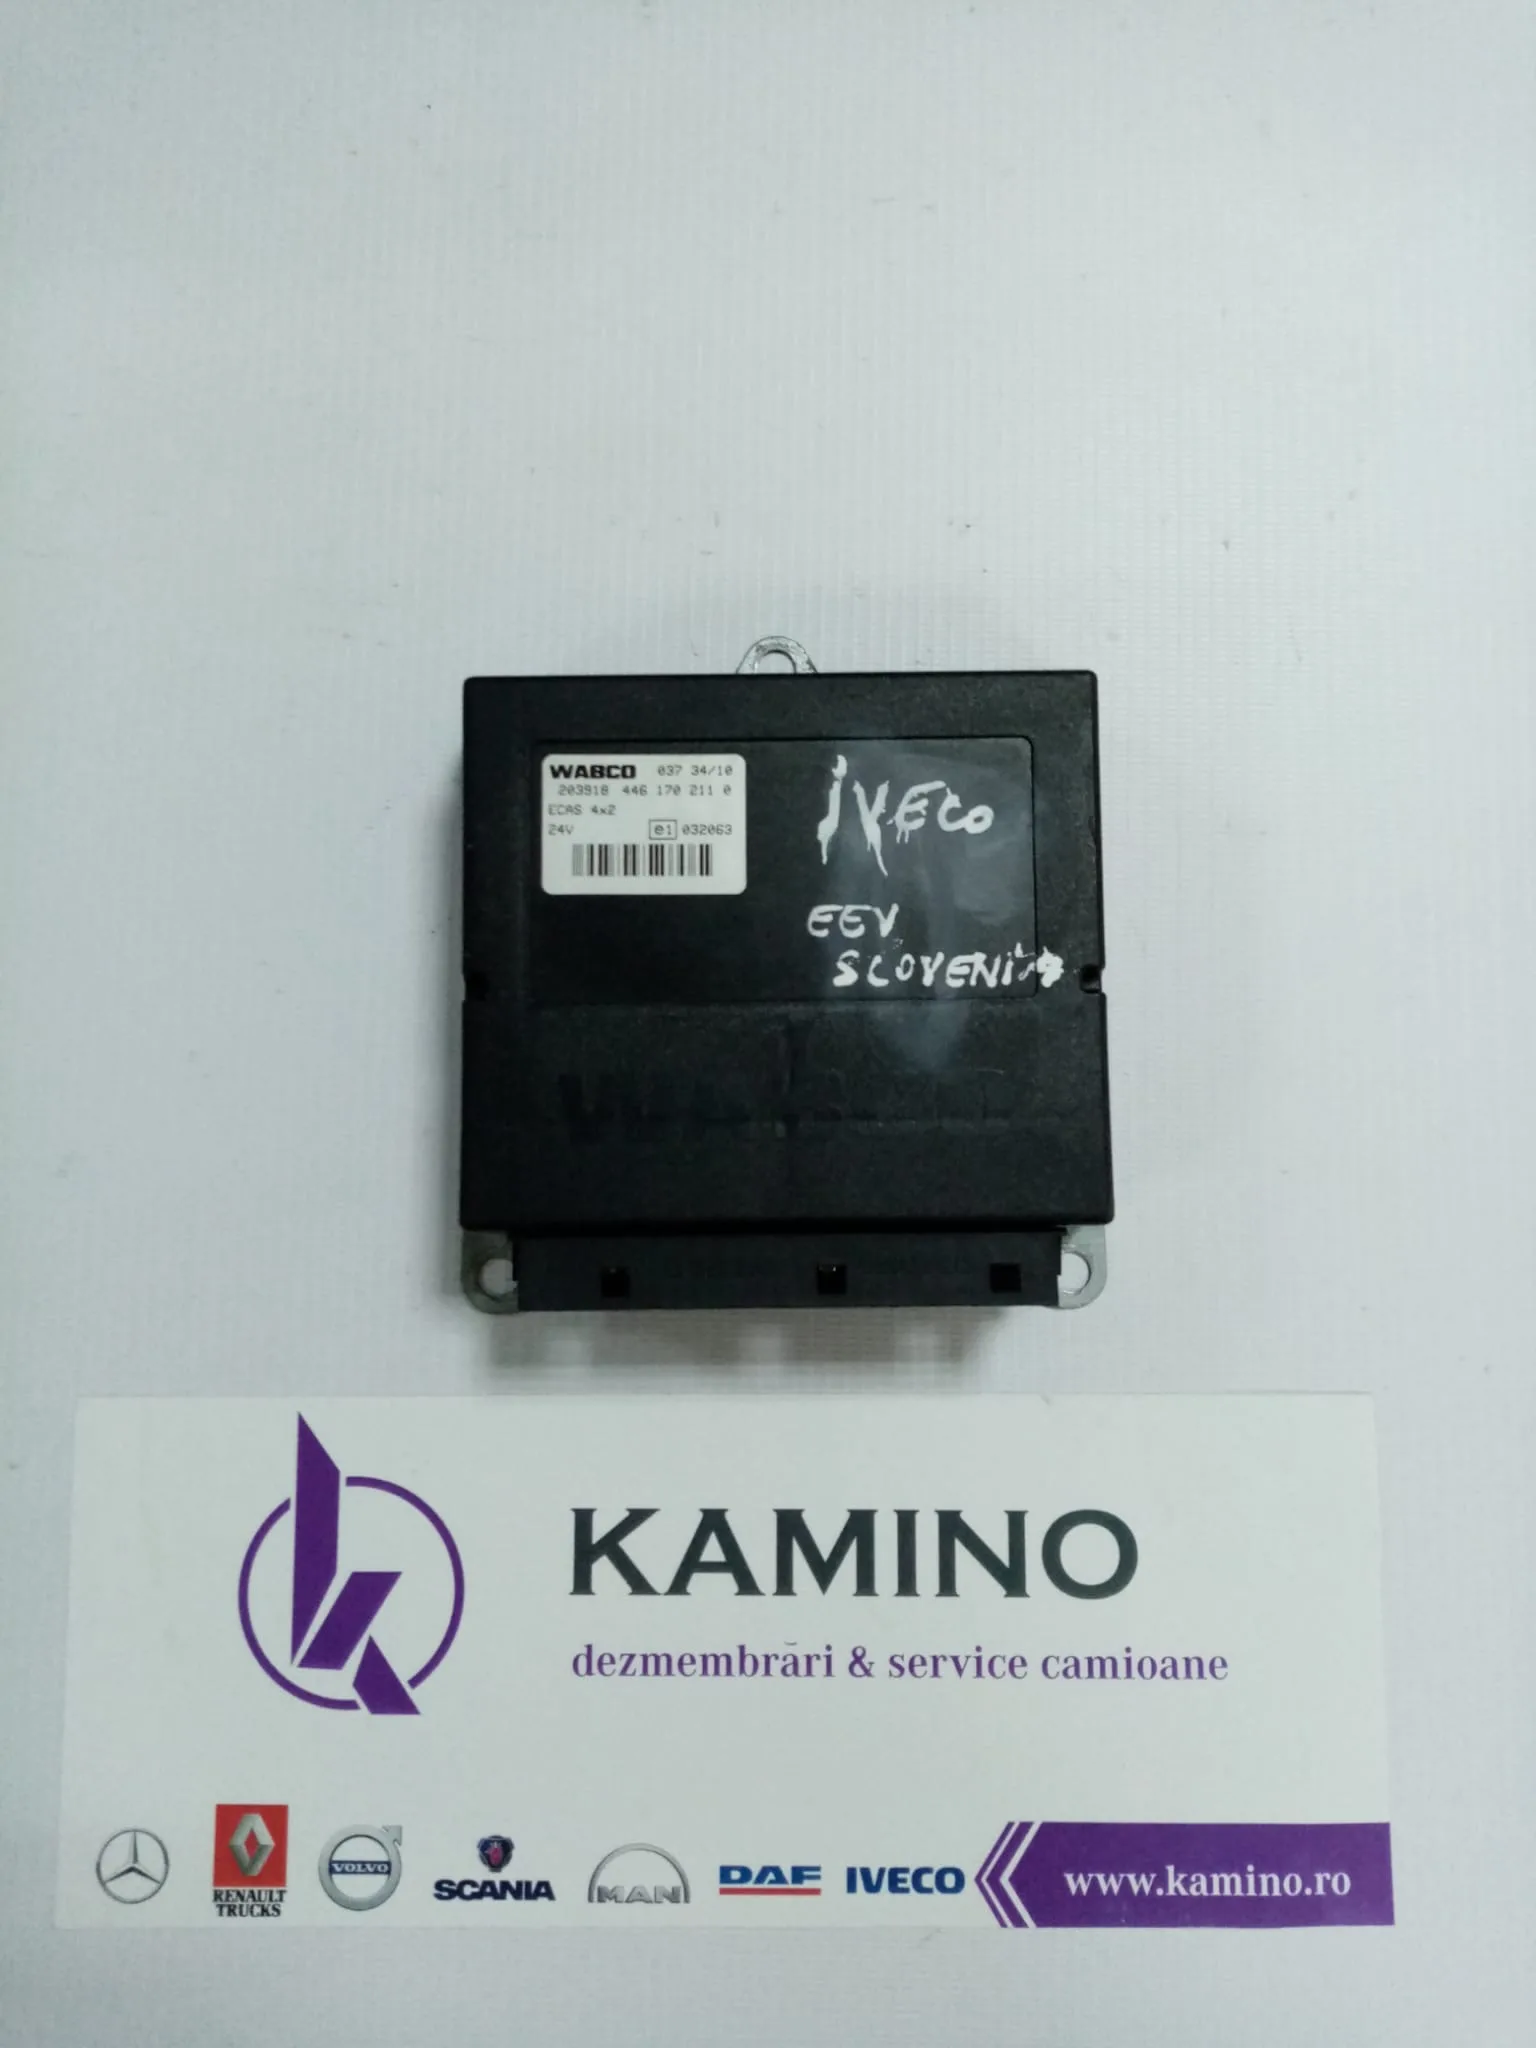 WABCO 037 34/10
203918 446 170 211 0
ECAS 4x2
24V e1 032063
IVECO
EEV
SLOVENIA
KAMINO
dezmembrări & service camioane
RENAULT
TRUCKS
VOLVO
SCANIA
MAN
DAF
IVECO
www.kamino.ro